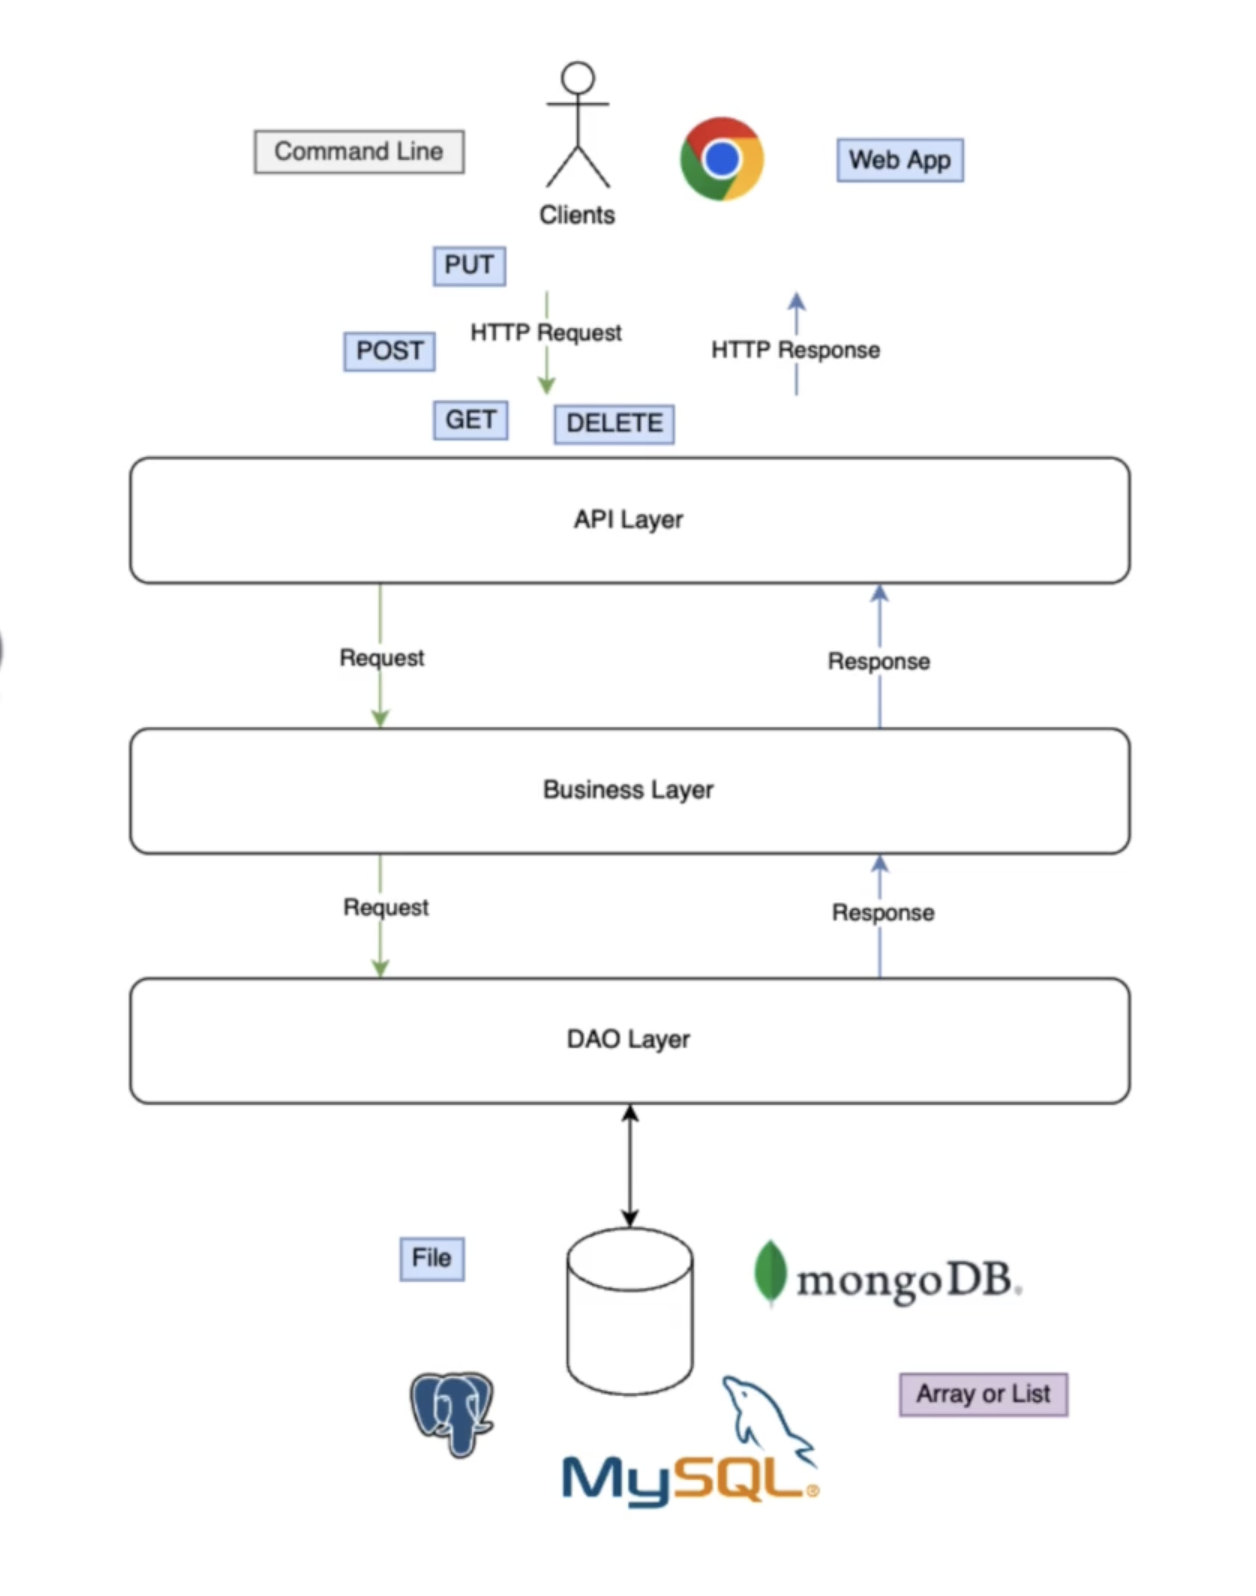 Command Line
Web App
Clients
PUT
HTTP Request
HTTP Response
POST
GET
DELETE
API Layer
Request
Response
Business Layer
Request
Response
DAO Layer
File
mongoDB®
Array or List
MySQL®